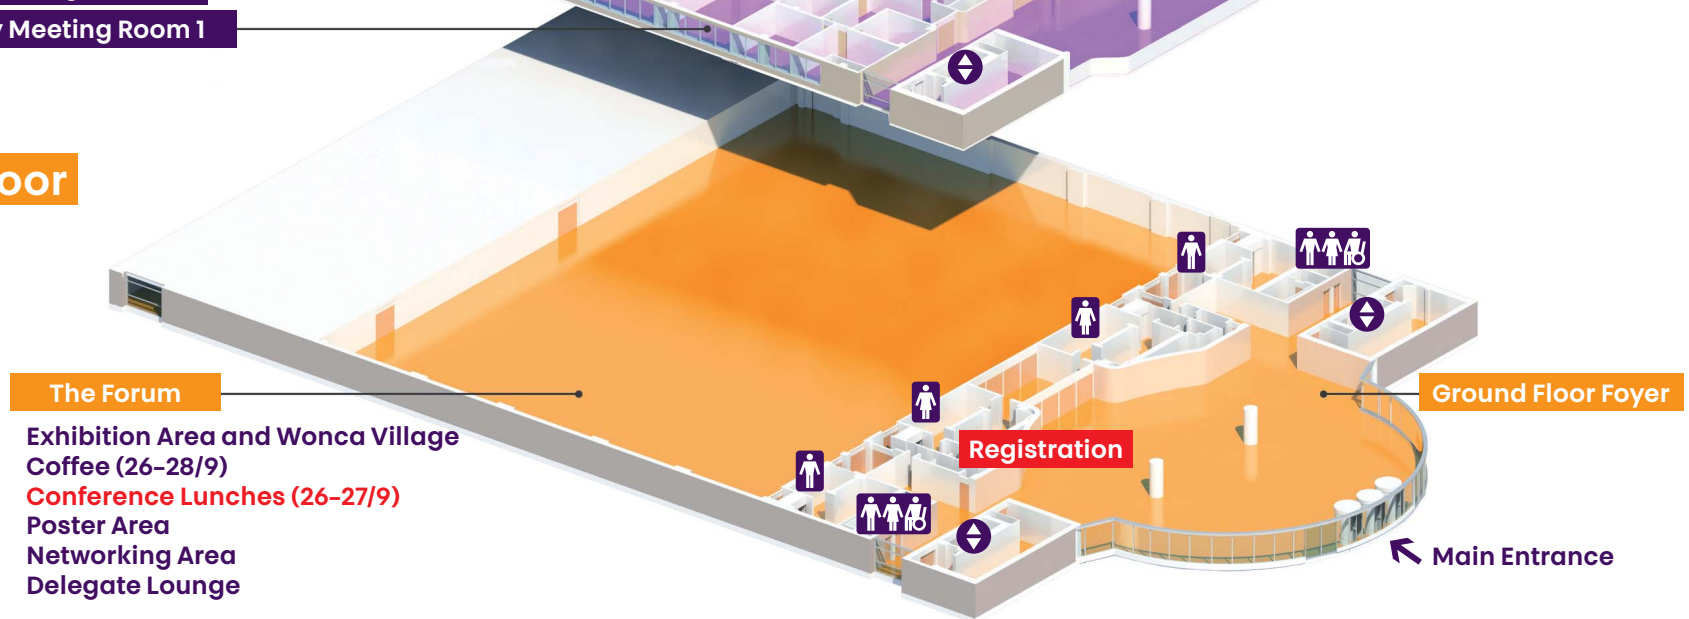 Meeting Room 1
The Forum
Exhibition Area and Wonca Village
Coffee (26–28/9)
Conference Lunches (26–27/9)
Poster Area
Networking Area
Delegate Lounge
Registration
Ground Floor Foyer
Main Entrance